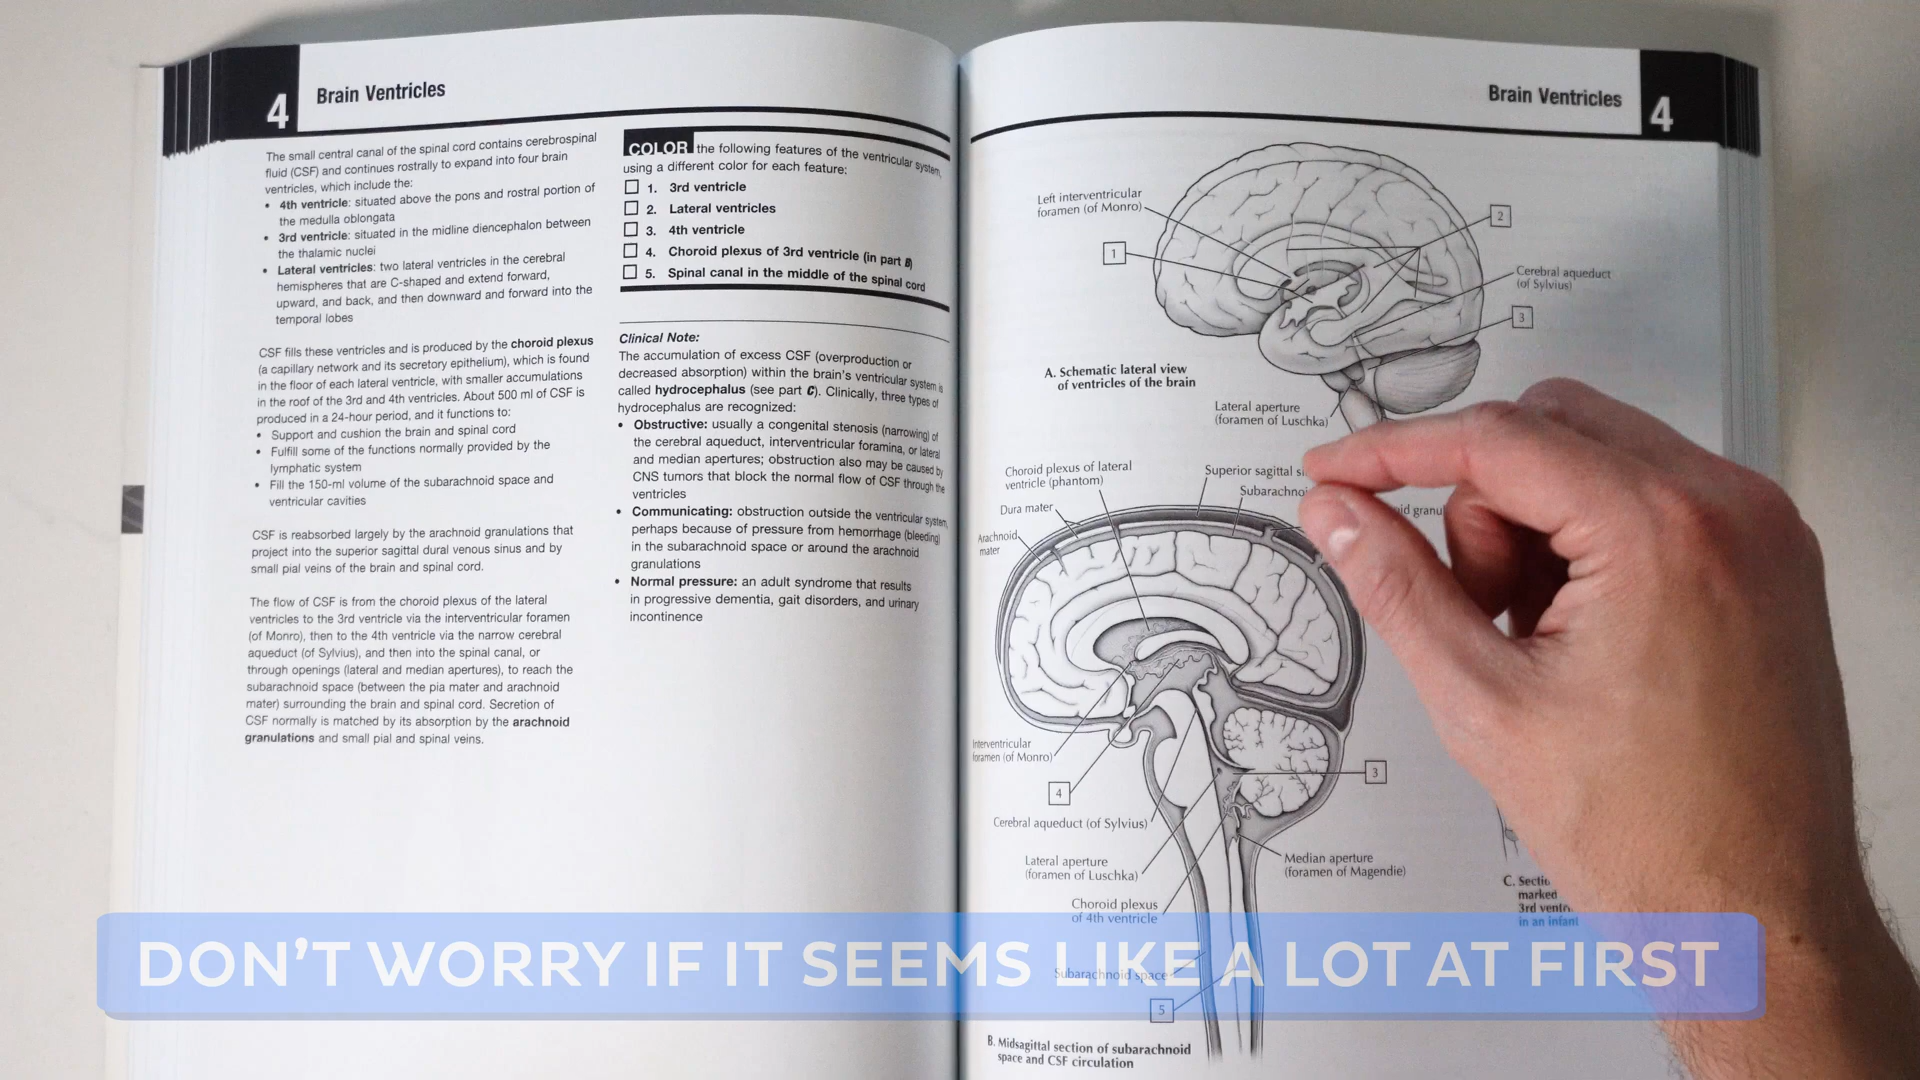 4
Brain Ventricles
The small central canal of the spinal cord contains cerebrospinal
fluid (CSF) and continues rostrally to expand into four brain
ventricles, which include the:
• 4th ventricle: situated above the pons and rostral portion of
the medulla oblongata
• 3rd ventricle: situated in the midline diencephalon between
the thalamic nuclei
• Lateral ventricles: two lateral ventricles in the cerebral
hemispheres that are C-shaped and extend forward,
upward, and back, and then downward and forward into the
temporal lobes
CSF fills these ventricles and is produced by the choroid plexus
(a capillary network and its secretory epithelium), which is found
in the floor of each lateral ventricle, with smaller accumulations
in the roof of the 3rd and 4th ventricles. About 500 ml of CSF is
produced in a 24-hour period, and it functions to:
• Support and cushion the brain and spinal cord
• Fulfill some of the functions normally provided by the
lymphatic system
• Fill the 150-ml volume of the subarachnoid space and
ventricular cavities
CSF is reabsorbed largely by the arachnoid granulations that
project into the superior sagittal dural venous sinus and by
small pial veins of the brain and spinal cord.
The flow of CSF is from the choroid plexus of the lateral
ventricles to the 3rd ventricle via the interventricular foramen
(of Monro), then to the 4th ventricle via the narrow cerebral
aqueduct (of Sylvius), and then into the spinal canal, or
through openings (lateral and median apertures), to reach the
subarachnoid space (between the pia mater and arachnoid
mater) surrounding the brain and spinal cord. Secretion of
CSF normally is matched by its absorption by the arachnoid
granulations and small pial and spinal veins.
COLOR the following features of the ventricular system,
using a different color for each feature:
1. 3rd ventricle
2. Lateral ventricles
3. 4th ventricle
4. Choroid plexus of 3rd ventricle (in part B)
5. Spinal canal in the middle of the spinal cord
Clinical Note:
The accumulation of excess CSF (overproduction or
decreased absorption) within the brain's ventricular system is
called hydrocephalus (see part C). Clinically, three types of
hydrocephalus are recognized:
• Obstructive: usually a congenital stenosis (narrowing) of
the cerebral aqueduct, interventricular foramina, or lateral
and median apertures; obstruction also may be caused by
CNS tumors that block the normal flow of CSF through the
ventricles
• Communicating: obstruction outside the ventricular system,
perhaps because of pressure from hemorrhage (bleeding)
in the subarachnoid space or around the arachnoid
granulations
• Normal pressure: an adult syndrome that results
in progressive dementia, gait disorders, and urinary
incontinence
Brain Ventricles
4
Left interventricular
foramen (of Monro)
1
2
Cerebral aqueduct
(of Sylvius)
3
A. Schematic lateral view
of ventricles of the brain
Lateral aperture
(foramen of Luschka)
Choroid plexus of lateral
ventricle (phantom)
Superior sagittal
Dura mater
Arachnoid
mater
Interventricular
foramen (of Monro)
4
3
Cerebral aqueduct (of Sylvius)
Lateral aperture
(foramen of Luschka)
Median aperture
(foramen of Magendie)
Choroid plexus
of 4th ventricle
Subarachnoid space
5
B. Midsagittal section of subarachnoid
space and CSF circulation
C.
marked
3rd
in an infant
DON'T WORRY IF IT SEEMS LIKE A LOT AT FIRST